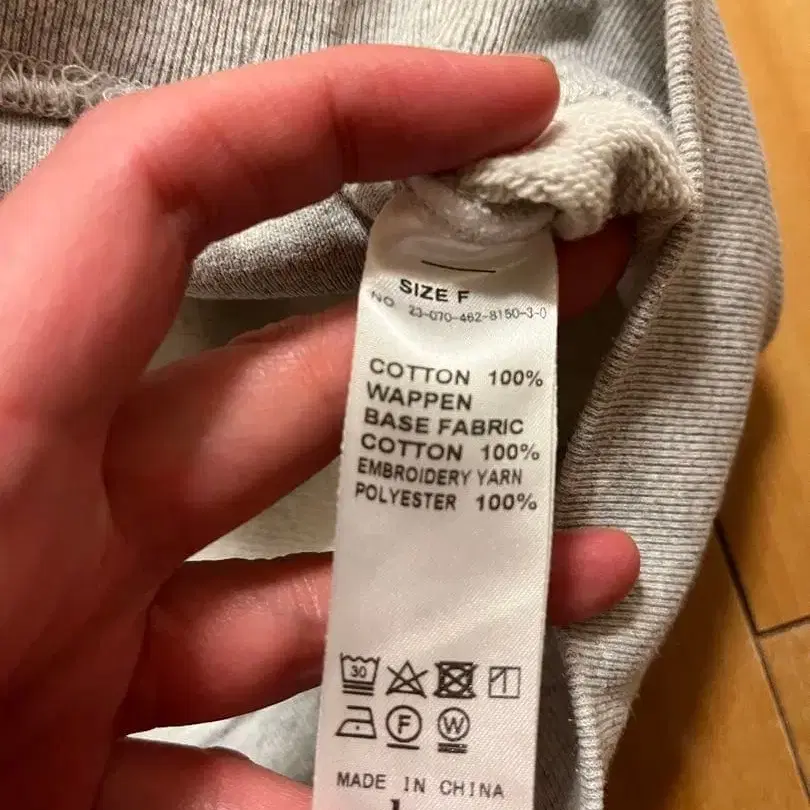 SIZE F
NO 23-070-462-8150-3-0
COTTON 100%
WAPPEN
BASE FABRIC
COTTON 100%
EMBROIDERY YARN
POLYESTER 100%
30
F W
MADE IN CHINA